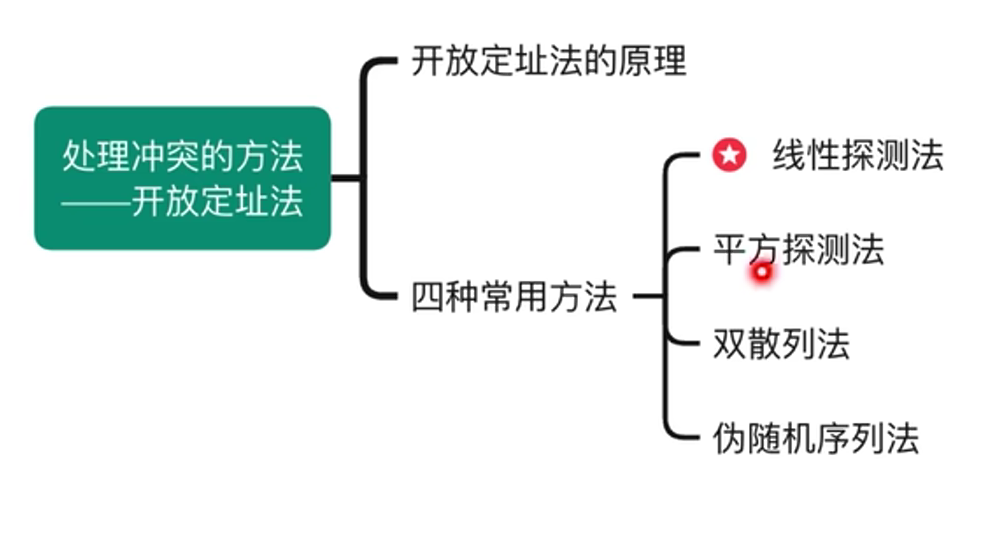 处理冲突的方法
——开放定址法
开放定址法的原理
四种常用方法
线性探测法
平方探测法
双散列法
伪随机序列法